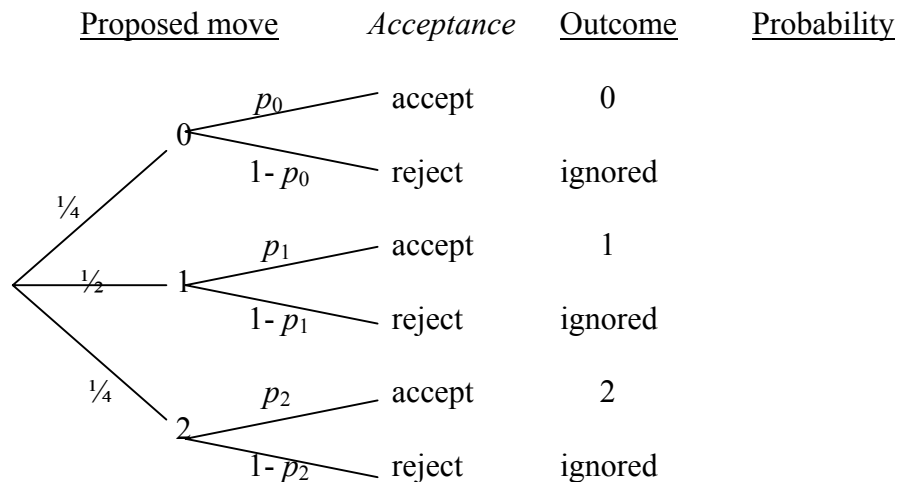 Proposed move Acceptance Outcome Probability
p0 accept 0
0
1- p0 reject ignored
¼
p1 accept 1
½ 1
1- p1 reject ignored
¼ p2 accept 2
2
1- p2 reject ignored